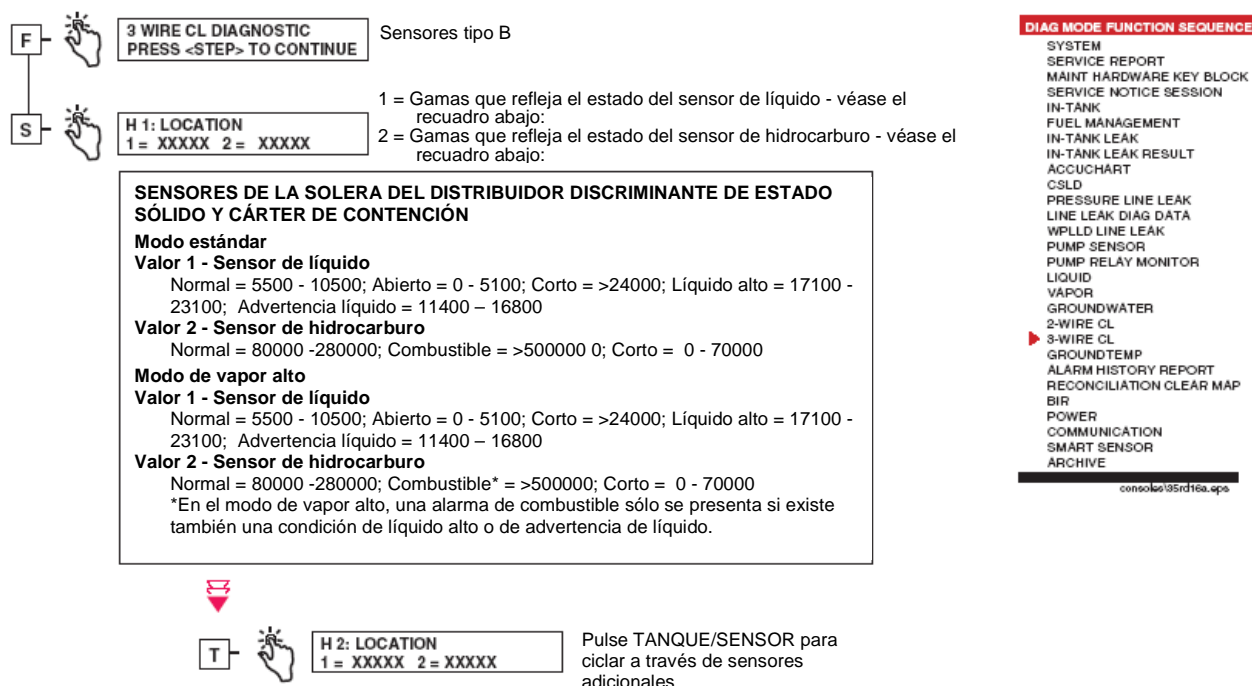 F
3 WIRE CL DIAGNOSTIC
PRESS <STEP> TO CONTINUE
Sensores tipo B
S
H 1: LOCATION
1 = XXXXX 2 = XXXXX
1 = Gamas que refleja el estado del sensor de líquido - véase el
recuadro abajo:
2 = Gamas que refleja el estado del sensor de hidrocarburo - véase el
recuadro abajo:
SENSORES DE LA SOLERA DEL DISTRIBUIDOR DISCRIMINANTE DE ESTADO
SÓLIDO Y CÁRTER DE CONTENCIÓN
Modo estándar
Valor 1 - Sensor de líquido
Normal = 5500 - 10500; Abierto = 0 - 5100; Corto = >24000; Líquido alto = 17100 -
23100; Advertencia líquido = 11400 – 16800
Valor 2 - Sensor de hidrocarburo
Normal = 80000 -280000; Combustible = >500000 0; Corto = 0 - 70000
Modo de vapor alto
Valor 1 - Sensor de líquido
Normal = 5500 - 10500; Abierto = 0 - 5100; Corto = >24000; Líquido alto = 17100 -
23100; Advertencia líquido = 11400 – 16800
Valor 2 - Sensor de hidrocarburo
Normal = 80000 -280000; Combustible* = >500000; Corto = 0 - 70000
*En el modo de vapor alto, una alarma de combustible sólo se presenta si existe
también una condición de líquido alto o de advertencia de líquido.
T
H 2: LOCATION
1 = XXXXX 2 = XXXXX
Pulse TANQUE/SENSOR para
ciclar a través de sensores
adicionales
DIAG MODE FUNCTION SEQUENCE
SYSTEM
SERVICE REPORT
MAINT HARDWARE KEY BLOCK
SERVICE NOTICE SESSION
IN-TANK
FUEL MANAGEMENT
IN-TANK LEAK
IN-TANK LEAK RESULT
ACCUCHART
CSLD
PRESSURE LINE LEAK
LINE LEAK DIAG DATA
WPLLD LINE LEAK
PUMP SENSOR
PUMP RELAY MONITOR
LIQUID
VAPOR
GROUNDWATER
2-WIRE CL
3-WIRE CL
GROUNDTEMP
ALARM HISTORY REPORT
RECONCILIATION CLEAR MAP
BIR
POWER
COMMUNICATION
SMART SENSOR
ARCHIVE
consoles\35rd16a.eps